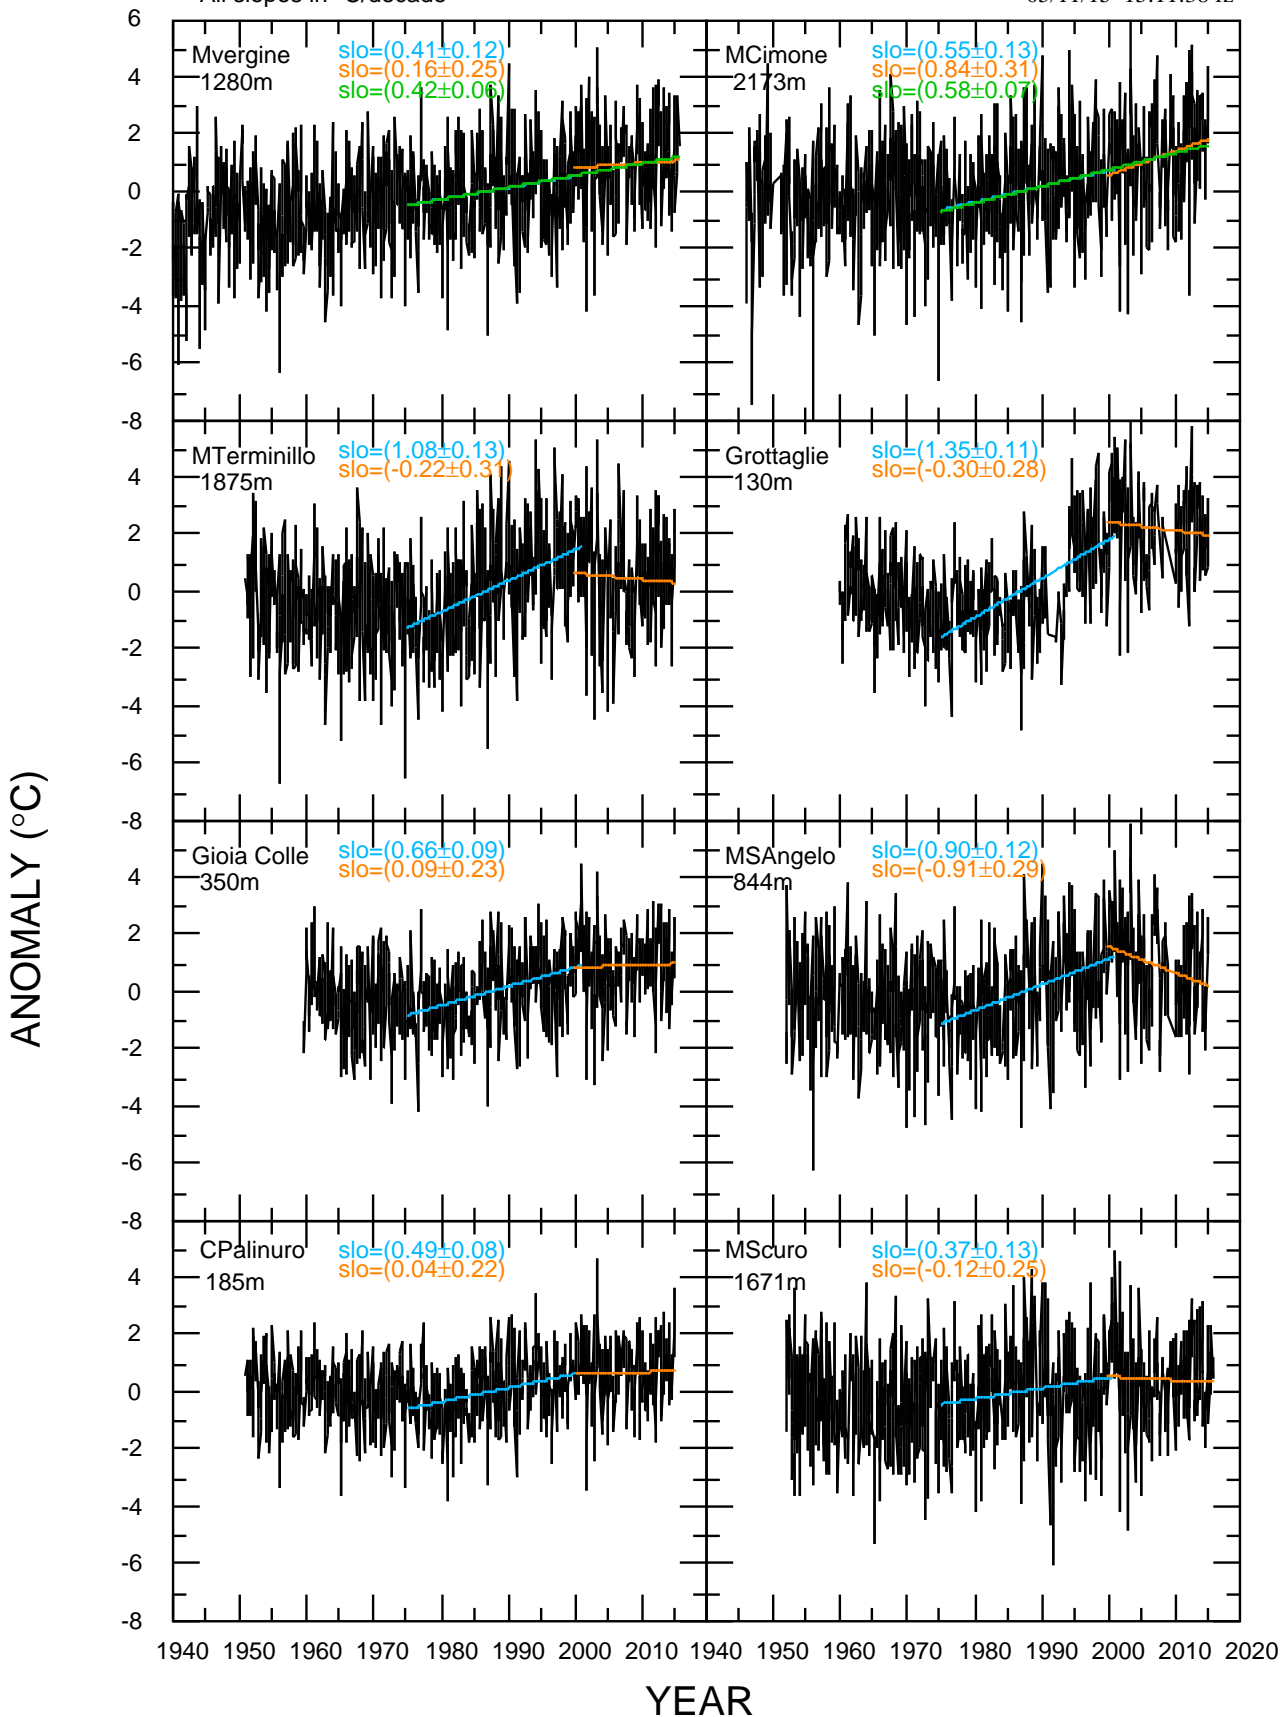 6
4
2
0
-2
-4
-6
-8
Mvergine
1280m
slo=(0.41±0.12)
slo=(0.16±0.25)
slo=(0.42±0.06)
MCimone
2173m
slo=(0.55±0.13)
slo=(0.84±0.31)
slo=(0.58±0.07)
4
2
0
-2
-4
-6
-8
MTerminillo
1875m
slo=(1.08±0.13)
slo=(-0.22±0.31)
Grottaglie
130m
slo=(1.35±0.11)
slo=(-0.30±0.28)
4
2
0
-2
-4
-6
-8
Gioia Colle
350m
slo=(0.66±0.09)
slo=(0.09±0.23)
MSAngelo
844m
slo=(0.90±0.12)
slo=(-0.91±0.29)
4
2
0
-2
-4
-6
-8
CPalinuro
185m
slo=(0.49±0.08)
slo=(0.04±0.22)
MScuro
1671m
slo=(0.37±0.13)
slo=(-0.12±0.25)
1940 1950 1960 1970 1980 1990 2000 2010 1940 1950 1960 1970 1980 1990 2000 2010 2020
YEAR
ANOMALY (°C)